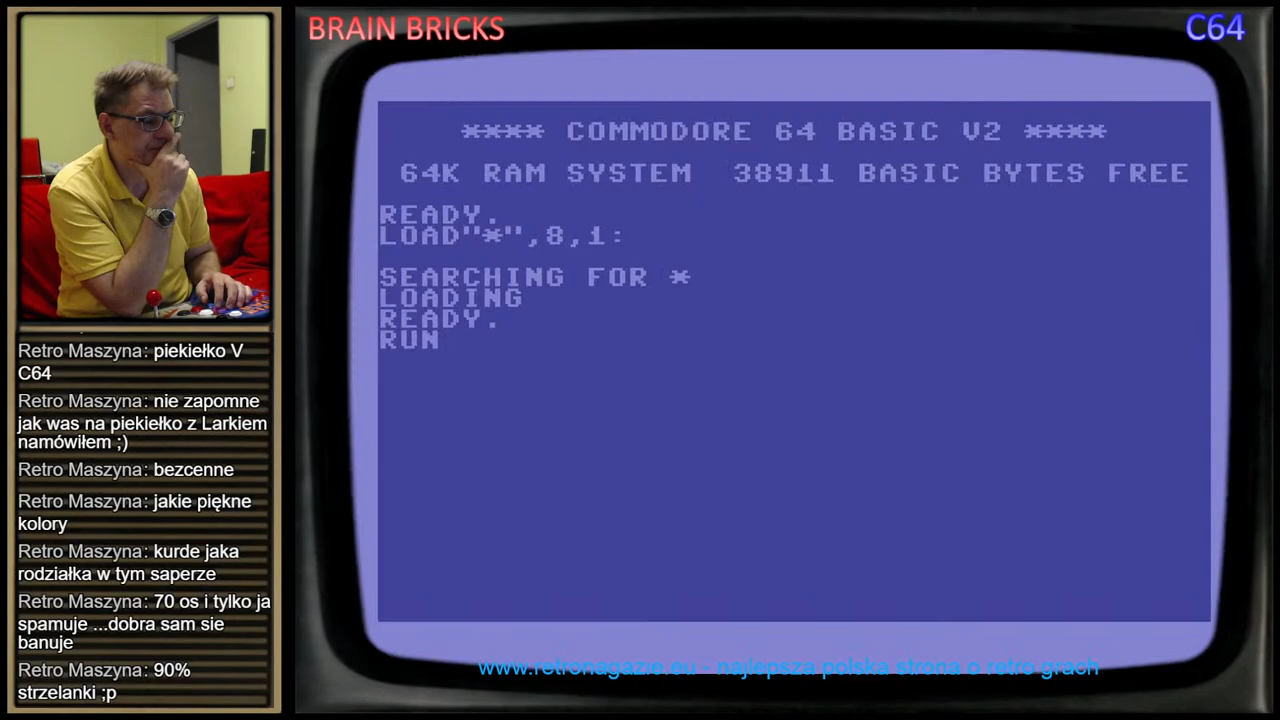 BRAIN BRICKS
C64
**** COMMODORE 64 BASIC V2 ****
64K RAM SYSTEM 38911 BASIC BYTES FREE
READY.
LOAD"*",8,1:
SEARCHING FOR *
LOADING
READY.
RUN
Retro Maszyna: piekiełko V
C64
Retro Maszyna: nie zapomne
jak was na piekiełko z Larkiem
namówiłem ;)
Retro Maszyna: bezcenne
Retro Maszyna: jakie piękne
kolory
Retro Maszyna: kurde jaka
rodziałka w tym saperze
Retro Maszyna: 70 os i tylko ja
spamuje ...dobra sam sie
banuje
Retro Maszyna: 90%
strzelanki ;p
www.retronagazie.eu - najlepsza polska strona o retro grach